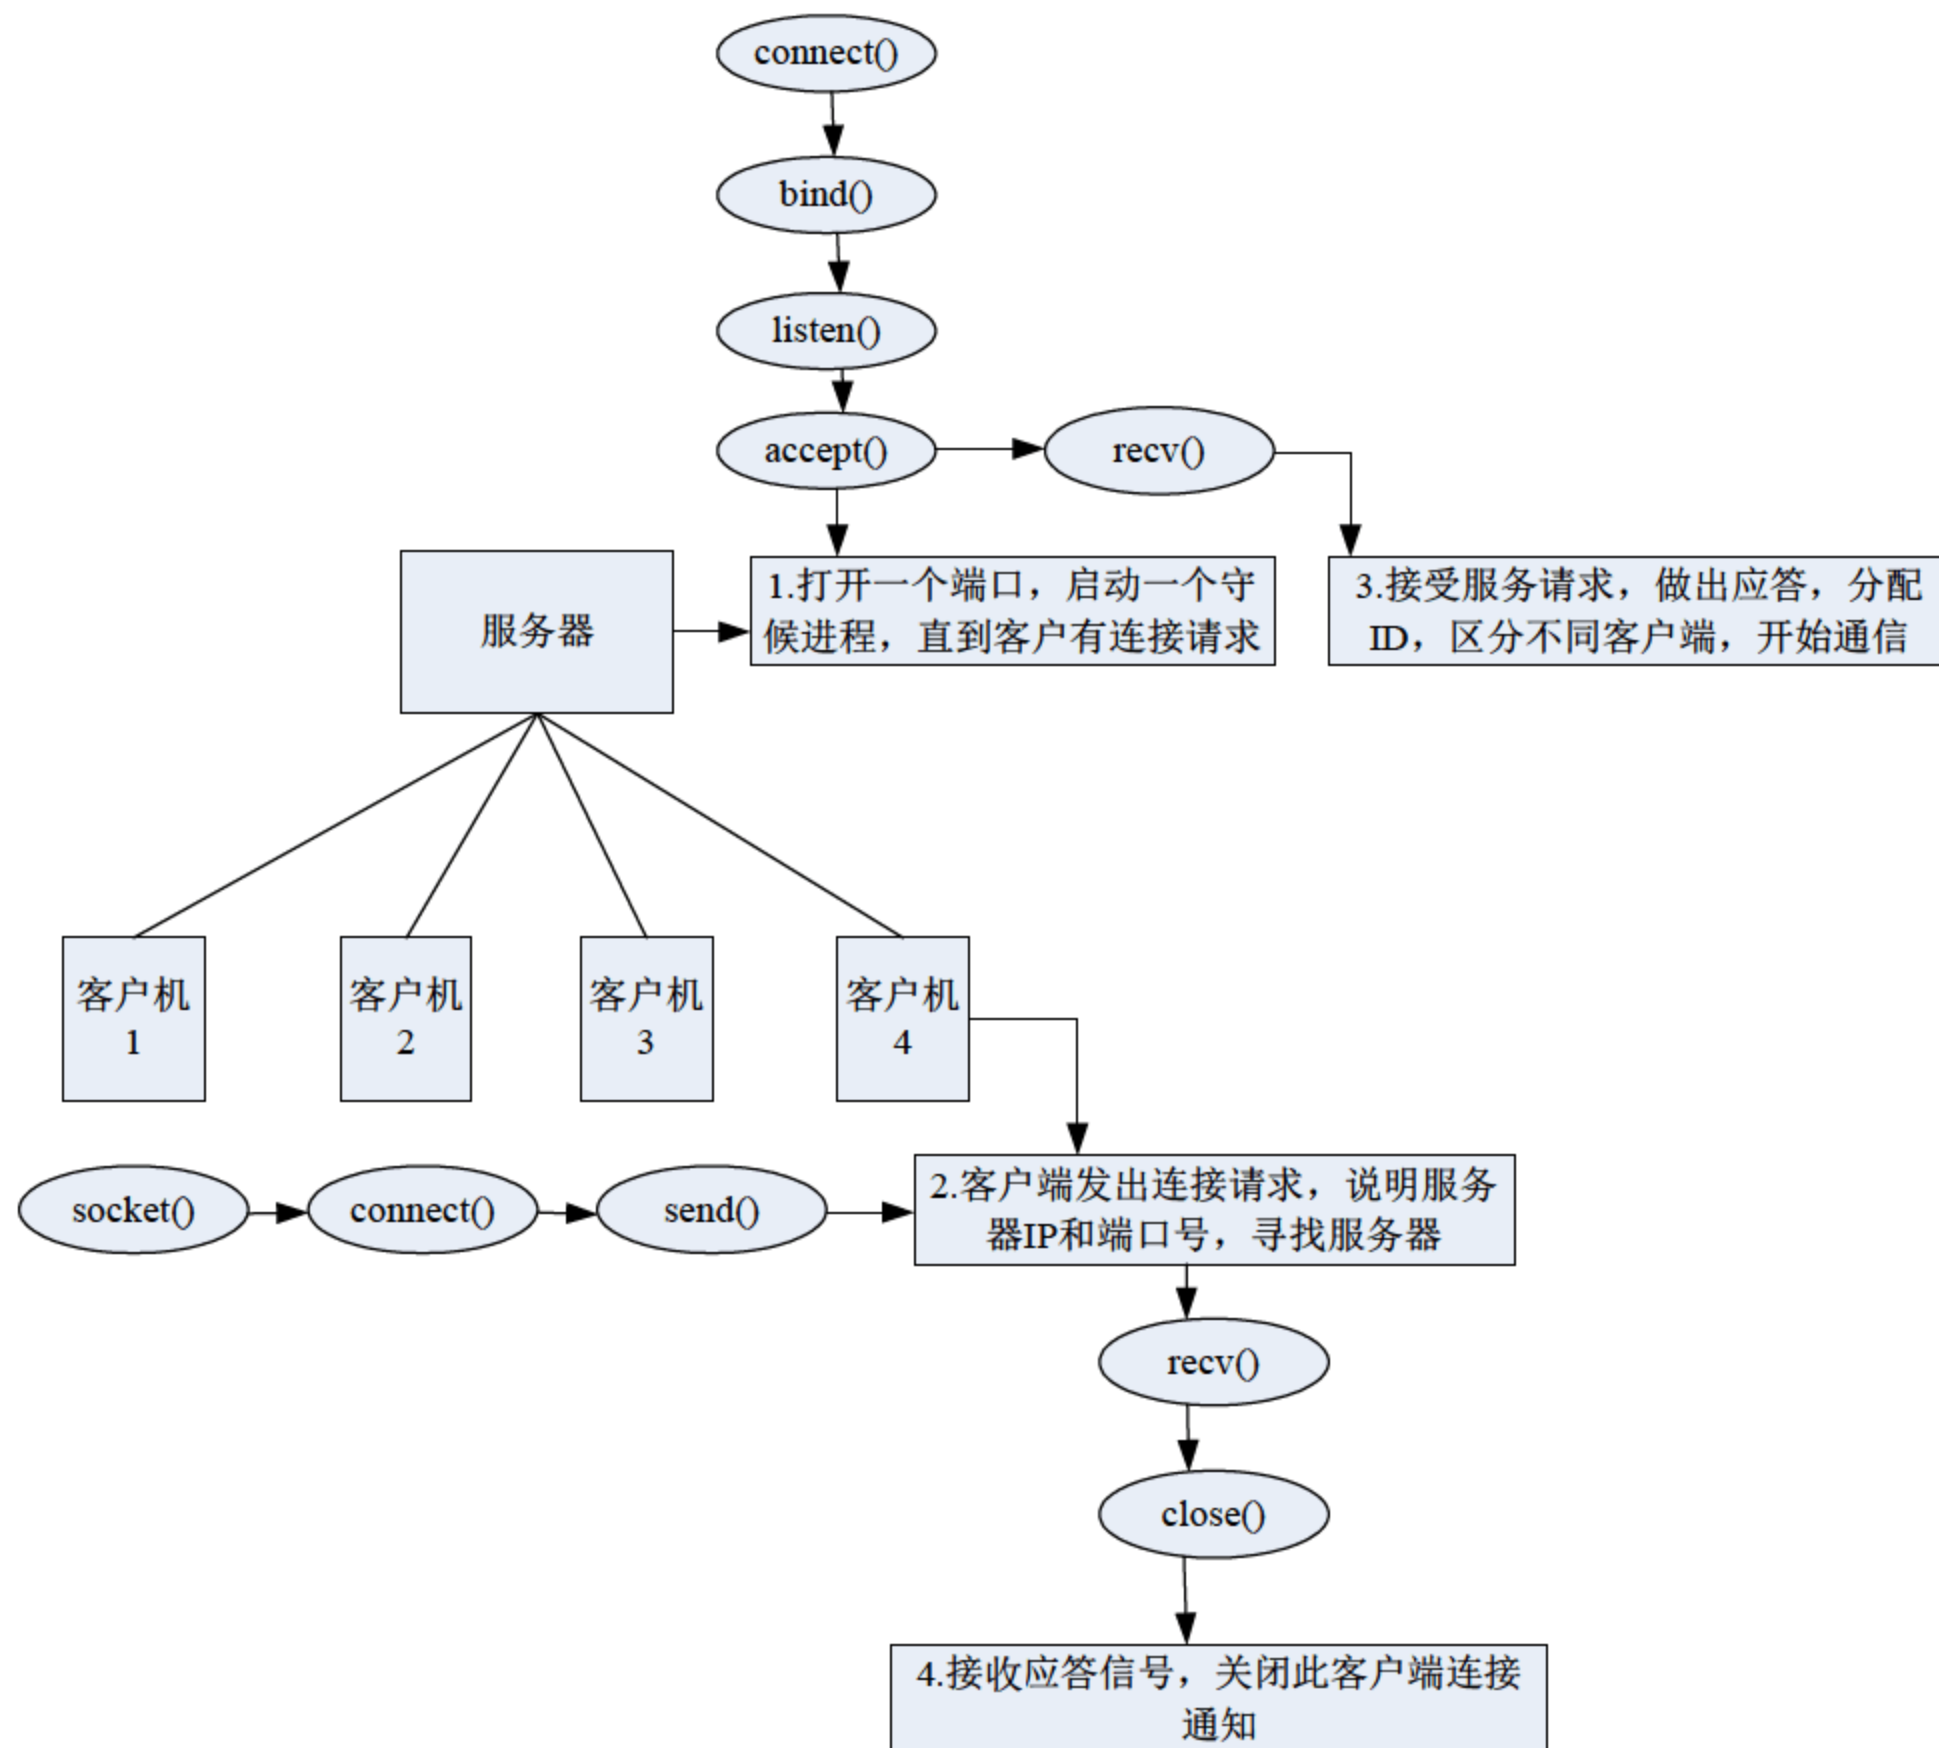 connect()
bind()
listen()
accept()
recv()
服务器
1.打开一个端口，启动一个守
候进程，直到客户有连接请求
3.接受服务请求，做出应答，分配
ID，区分不同客户端，开始通信
客户机
1
客户机
2
客户机
3
客户机
4
socket()
connect()
send()
2.客户端发出连接请求，说明服务
器IP和端口号，寻找服务器
recv()
close()
4.接收应答信号，关闭此客户端连接
通知